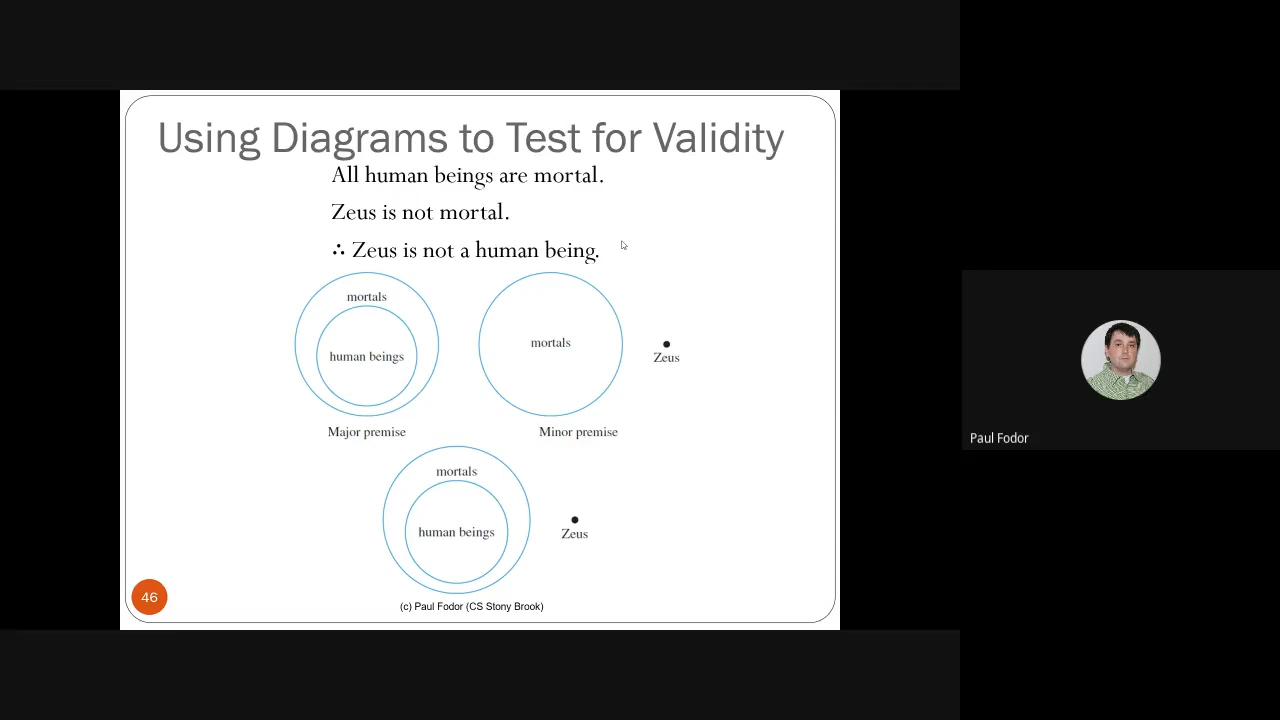 Using Diagrams to Test for Validity
All human beings are mortal.
Zeus is not mortal.
∴ Zeus is not a human being.
mortals
human beings
mortals
Zeus
Major premise
Minor premise
mortals
human beings
Zeus
46
(c) Paul Fodor (CS Stony Brook)
Paul Fodor